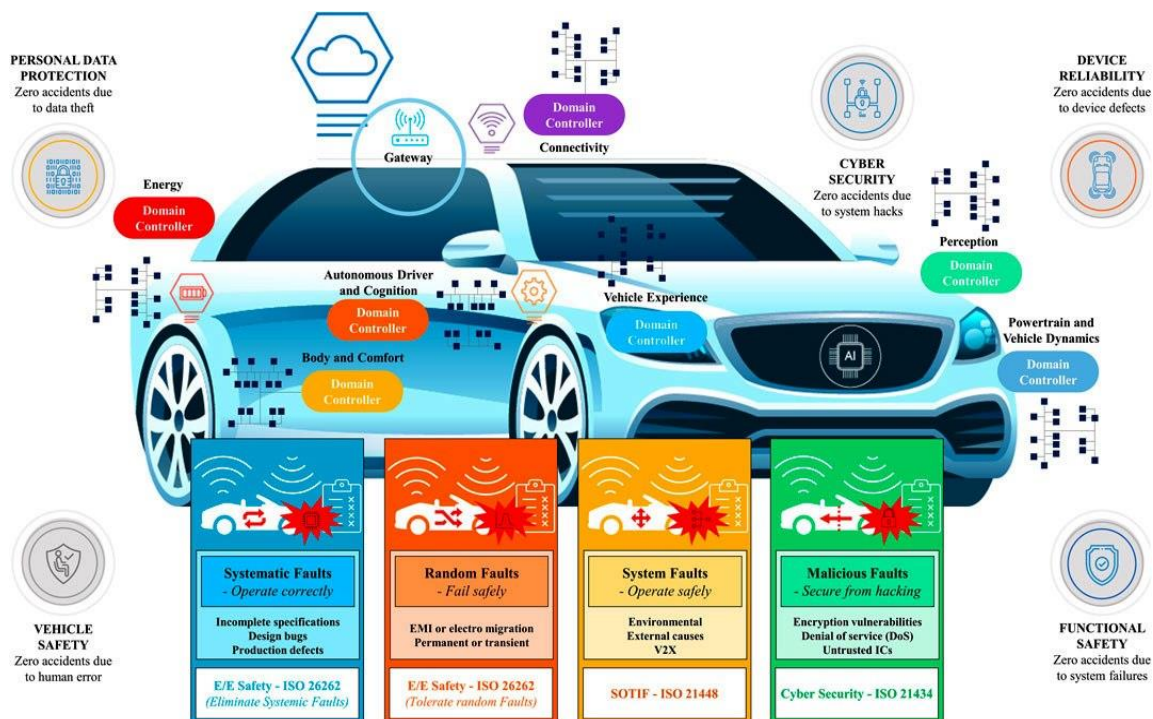 PERSONAL DATA
PROTECTION
Zero accidents due
to data theft
Gateway
Domain
Controller
Connectivity
CYBER
SECURITY
Zero accidents due
to system hacks
DEVICE
RELIABILITY
Zero accidents due
to device defects
Energy
Domain
Controller
Autonomous Driver
and Cognition
Domain
Controller
Body and Comfort
Domain
Controller
Vehicle Experience
Domain
Controller
Perception
Domain
Controller
AI
Powertrain and
Vehicle Dynamics
Domain
Controller
VEHICLE
SAFETY
Zero accidents due
to human error
Systematic Faults
- Operate correctly
Incomplete specifications
Design bugs
Production defects
E/E Safety - ISO 26262
(Eliminate Systemic Faults)
Random Faults
- Fail safely
EMI or electro migration
Permanent or transient
E/E Safety - ISO 26262
(Tolerate random Faults)
System Faults
- Operate safely
Environmental
External causes
V2X
SOTIF - ISO 21448
Malicious Faults
- Secure from hacking
Encryption vulnerabilities
Denial of service (DoS)
Untrusted ICs
Cyber Security - ISO 21434
FUNCTIONAL
SAFETY
Zero accidents due
to system failures